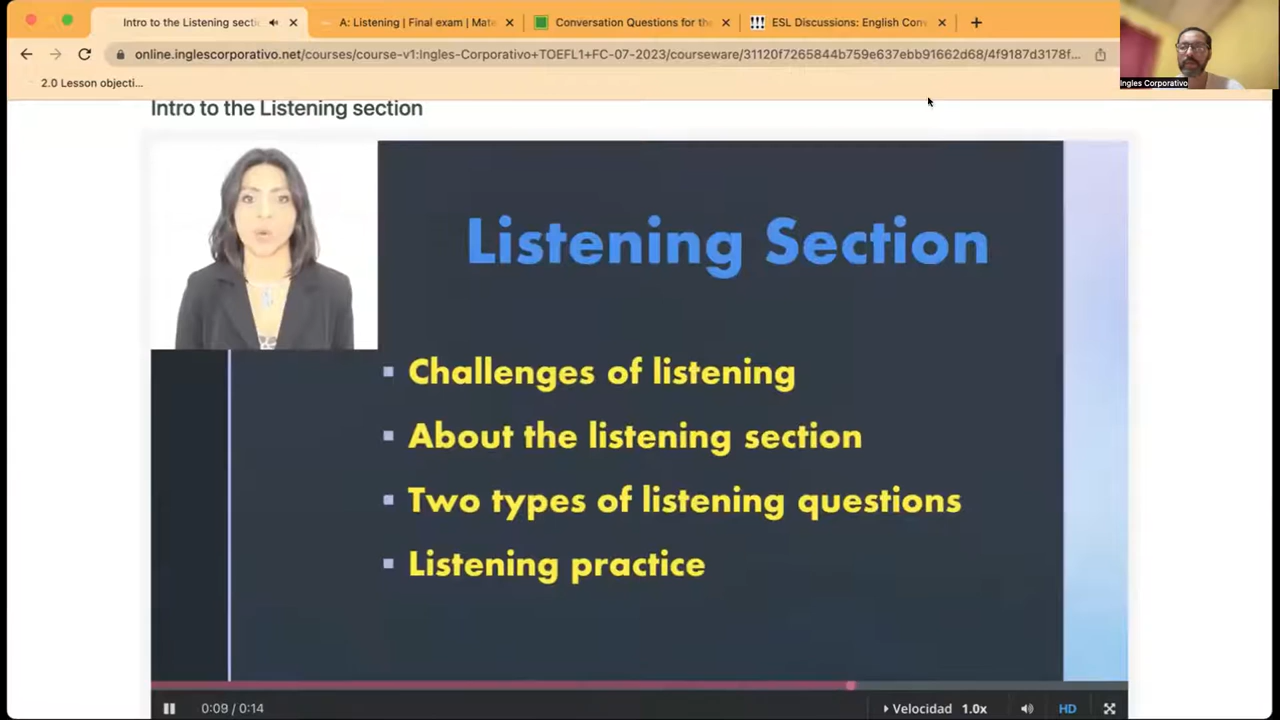 Intro to the Listening secti
A: Listening | Final exam | Mate
Conversation Questions for the
ESL Discussions: English Con
online.inglescorporativo.net/courses/course-v1:Ingles-Corporativo+TOEFL1+FC-07-2023/courseware/31120f7265844b759e637ebb91662d68/4f9187d3178f...
Ingles Corporativo
2.0 Lesson objecti...
Intro to the Listening section
Listening Section
Challenges of listening
About the listening section
Two types of listening questions
Listening practice
0:09 / 0:14
Velocidad 1.0x
HD